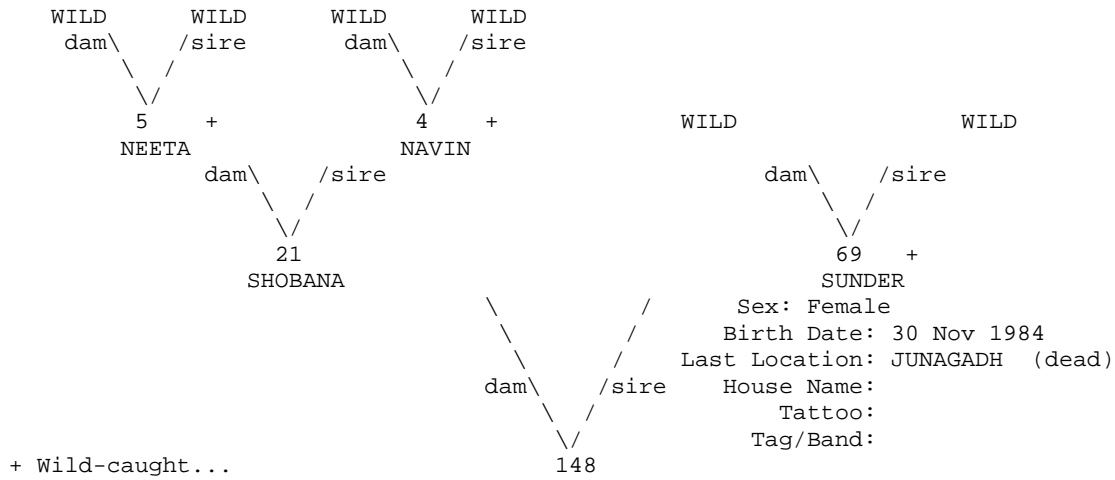 WILD WILD WILD WILD
dam\ /sire dam\ /sire
\ / \ /
\/ \/
5 + 4 + WILD WILD
NEETA NAVIN
dam\ /sire dam\ /sire
\ / \ /
\/ \/
21 69 +
SHOBANA SUNDER
\ / Sex: Female
\ / Birth Date: 30 Nov 1984
\ / Last Location: JUNAGADH (dead)
dam\ /sire House Name:
\ / Tattoo:
\/ Tag/Band:
+ Wild-caught... 148